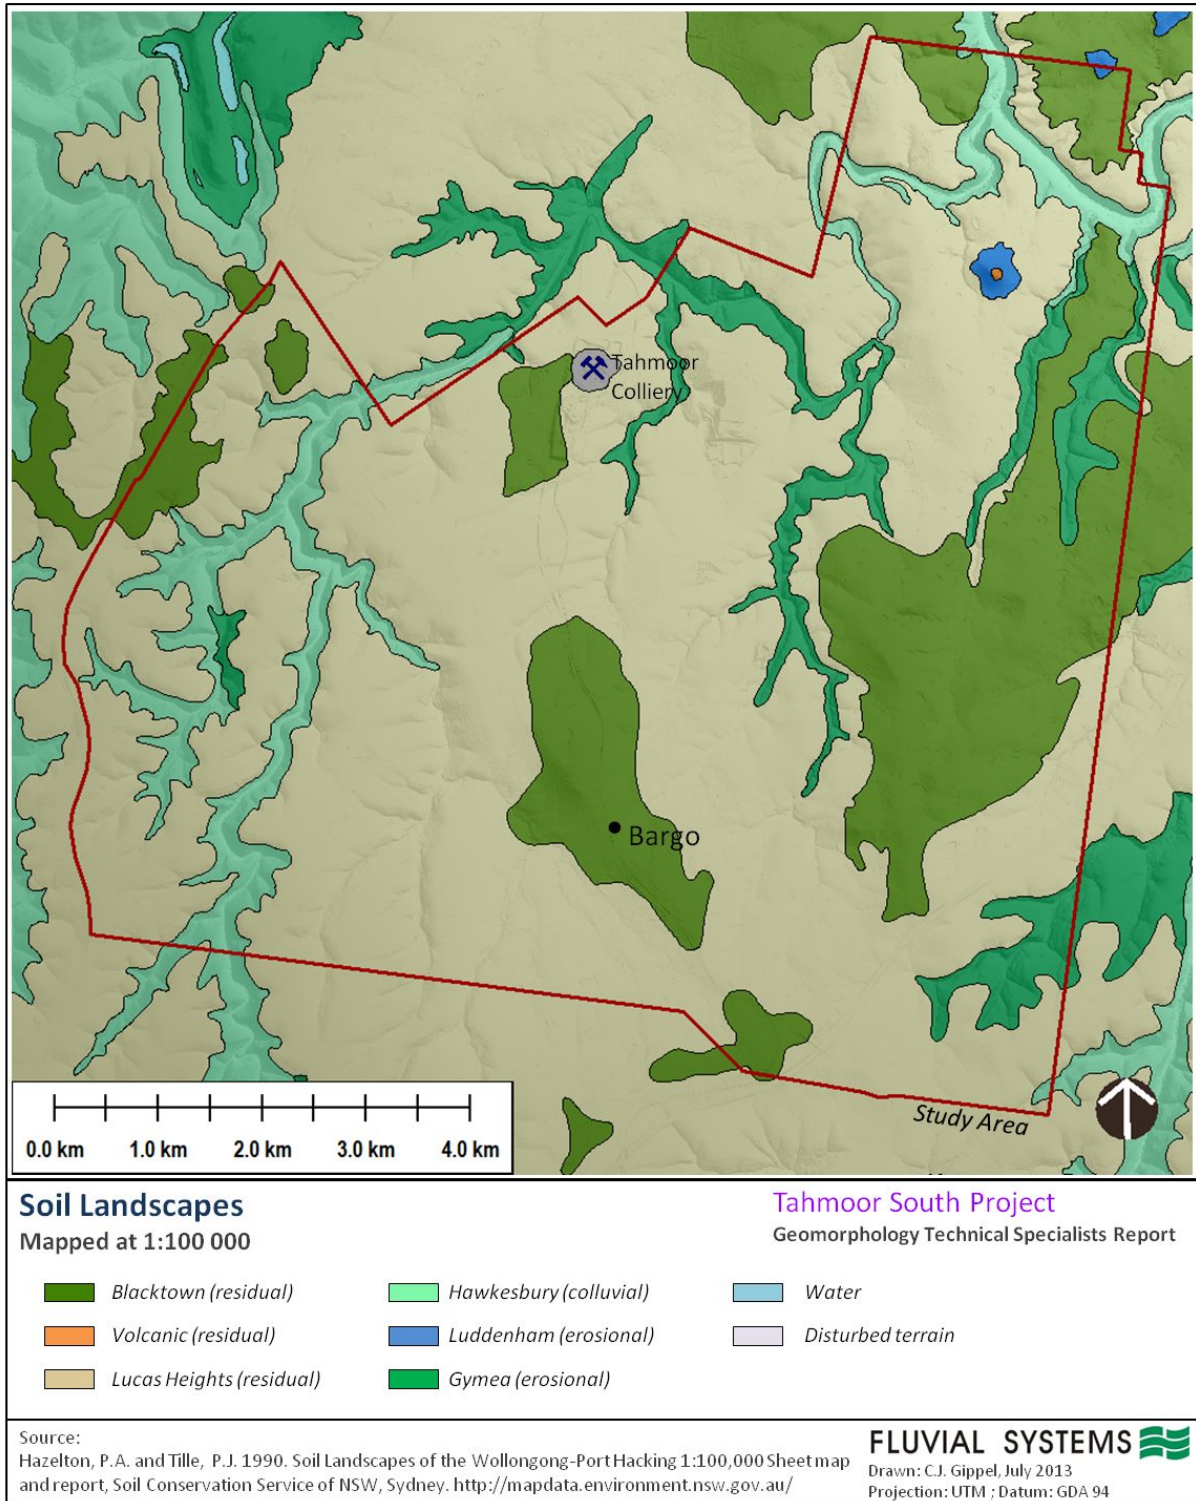 Tahmoor
Colliery
Bargo
Study Area
0.0 km 1.0 km 2.0 km 3.0 km 4.0 km
Soil Landscapes
Mapped at 1:100 000
Tahmoor South Project
Geomorphology Technical Specialists Report
Blacktown (residual)
Hawkesbury (colluvial)
Water
Volcanic (residual)
Luddenham (erosional)
Disturbed terrain
Lucas Heights (residual)
Gymea (erosional)
Source:
Hazelton, P.A. and Tille, P.J. 1990. Soil Landscapes of the Wollongong-Port Hacking 1:100,000 Sheet map
and report, Soil Conservation Service of NSW, Sydney. http://mapdata.environment.nsw.gov.au/
FLUVIAL SYSTEMS
Drawn: C.J. Gippel, July 2013
Projection: UTM ; Datum: GDA 94